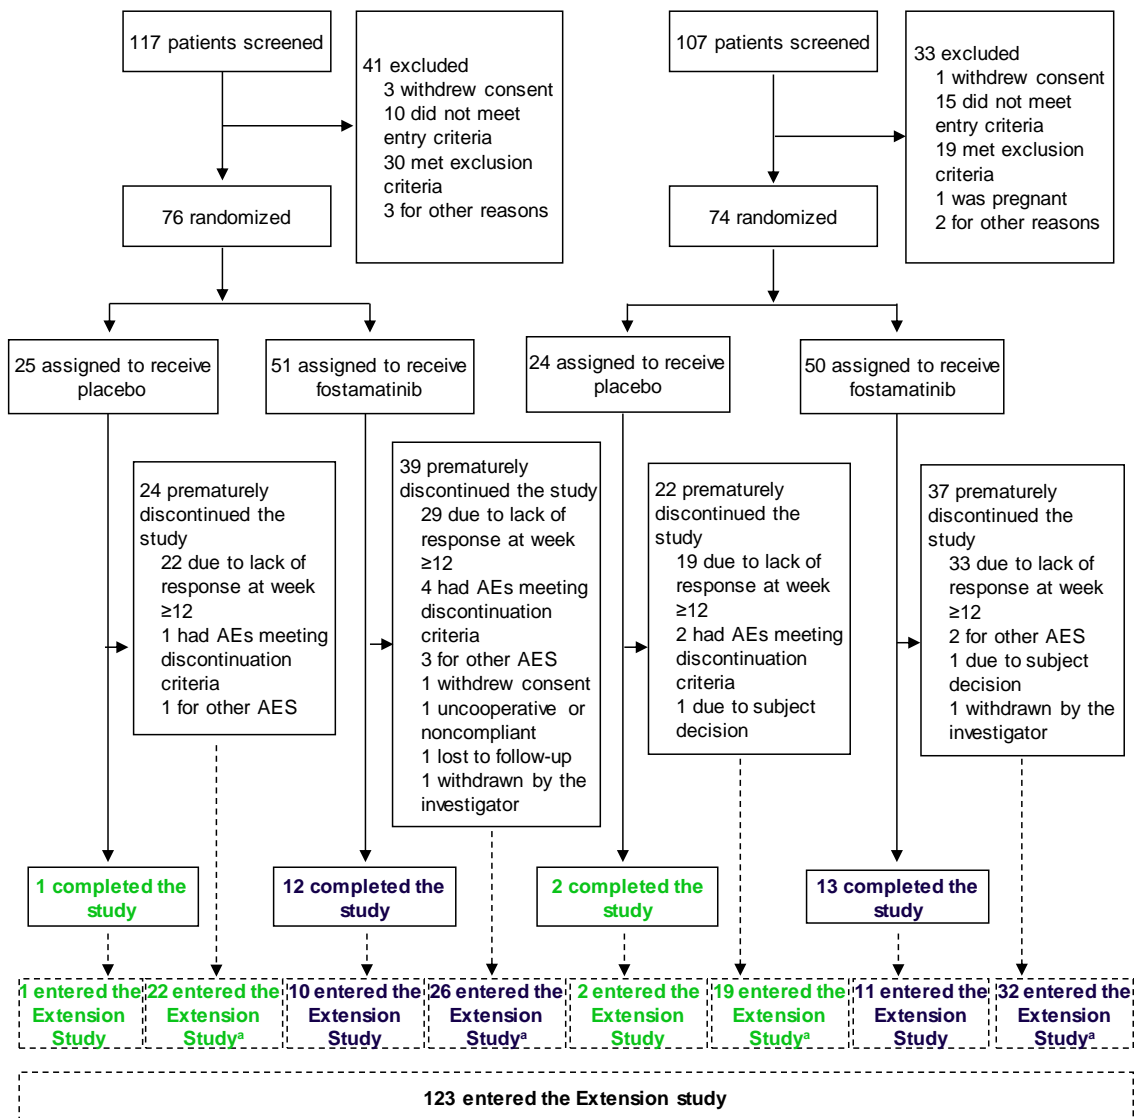 117 patients screened
41 excluded
3 withdrew consent
10 did not meet
entry criteria
30 met exclusion
criteria
3 for other reasons
76 randomized
107 patients screened
33 excluded
1 withdrew consent
15 did not meet
entry criteria
19 met exclusion
criteria
1 was pregnant
2 for other reasons
74 randomized
25 assigned to receive
placebo
51 assigned to receive
fostamatinib
24 assigned to receive
placebo
50 assigned to receive
fostamatinib
24 prematurely
discontinued the
study
22 due to lack of
response at week
≥12
1 had AEs meeting
discontinuation
criteria
1 for other AES
39 prematurely
discontinued the study
29 due to lack of
response at week
≥12
4 had AEs meeting
discontinuation
criteria
3 for other AES
1 withdrew consent
1 uncooperative or
noncompliant
1 lost to follow-up
1 withdrawn by the
investigator
22 prematurely
discontinued the
study
19 due to lack of
response at week
≥12
2 had AEs meeting
discontinuation
criteria
1 due to subject
decision
37 prematurely
discontinued the
study
33 due to lack of
response at week
≥12
2 for other AES
1 due to subject
decision
1 withdrawn by the
investigator
1 completed the
study
12 completed the
study
2 completed the
study
13 completed the
study
1 entered the
Extension
Study
22 entered the
Extension
Studyᵃ
10 entered the
Extension
Study
26 entered the
Extension
Studyᵃ
2 entered the
Extension
Study
19 entered the
Extension
Studyᵃ
11 entered the
Extension
Study
32 entered the
Extension
Studyᵃ
123 entered the Extension study